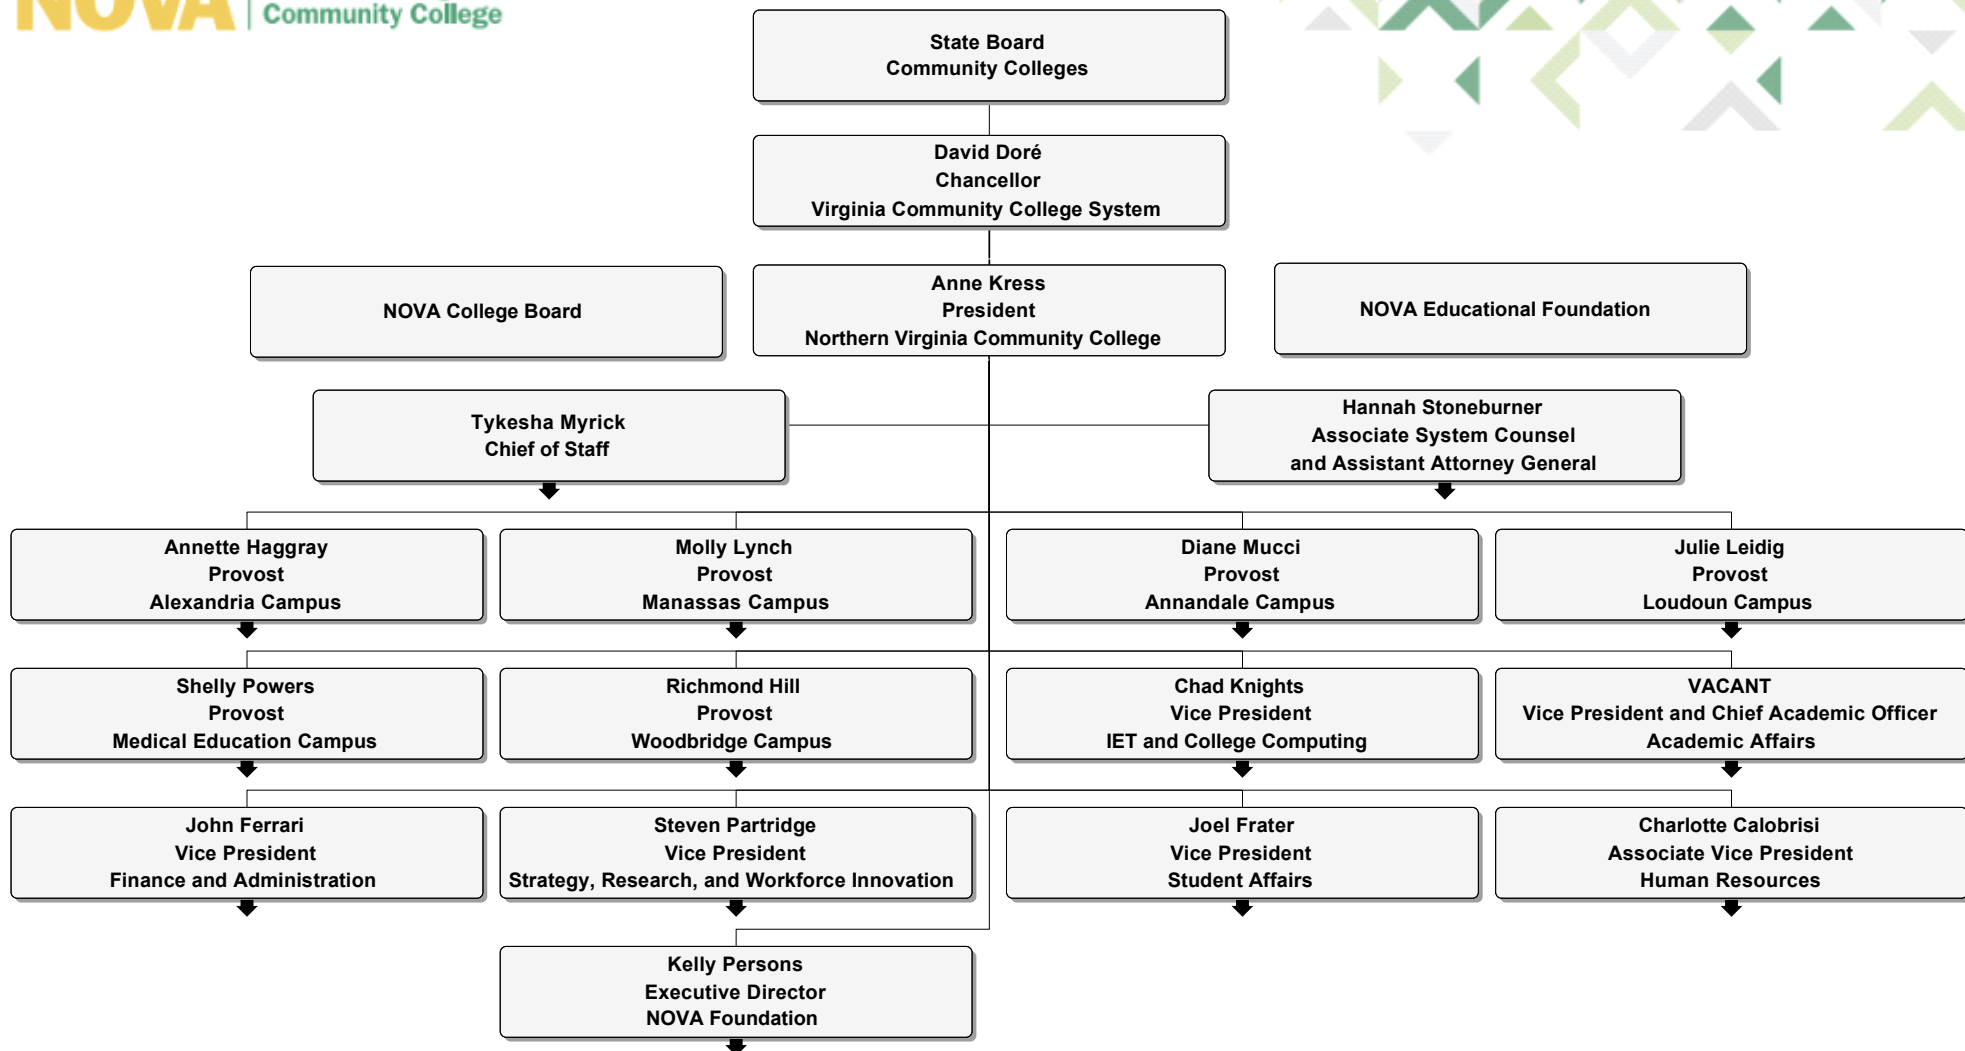 NOVA
Community College
State Board
Community Colleges
David Doré
Chancellor
Virginia Community College System
NOVA College Board
Anne Kress
President
Northern Virginia Community College
NOVA Educational Foundation
Tykesha Myrick
Chief of Staff
Hannah Stoneburner
Associate System Counsel
and Assistant Attorney General
Annette Haggray
Provost
Alexandria Campus
Molly Lynch
Provost
Manassas Campus
Diane Mucci
Provost
Annandale Campus
Julie Leidig
Provost
Loudoun Campus
Shelly Powers
Provost
Medical Education Campus
Richmond Hill
Provost
Woodbridge Campus
Chad Knights
Vice President
IET and College Computing
VACANT
Vice President and Chief Academic Officer
Academic Affairs
John Ferrari
Vice President
Finance and Administration
Steven Partridge
Vice President
Strategy, Research, and Workforce Innovation
Joel Frater
Vice President
Student Affairs
Charlotte Calobrisi
Associate Vice President
Human Resources
Kelly Persons
Executive Director
NOVA Foundation